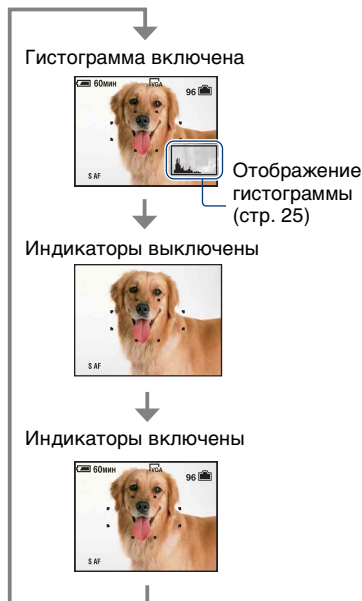 Гистограмма включена
60мин VGA 96
S AF
Отображение
гистограммы
(стр. 25)
Индикаторы выключены
S AF
Индикаторы включены
60мин VGA 96
S AF